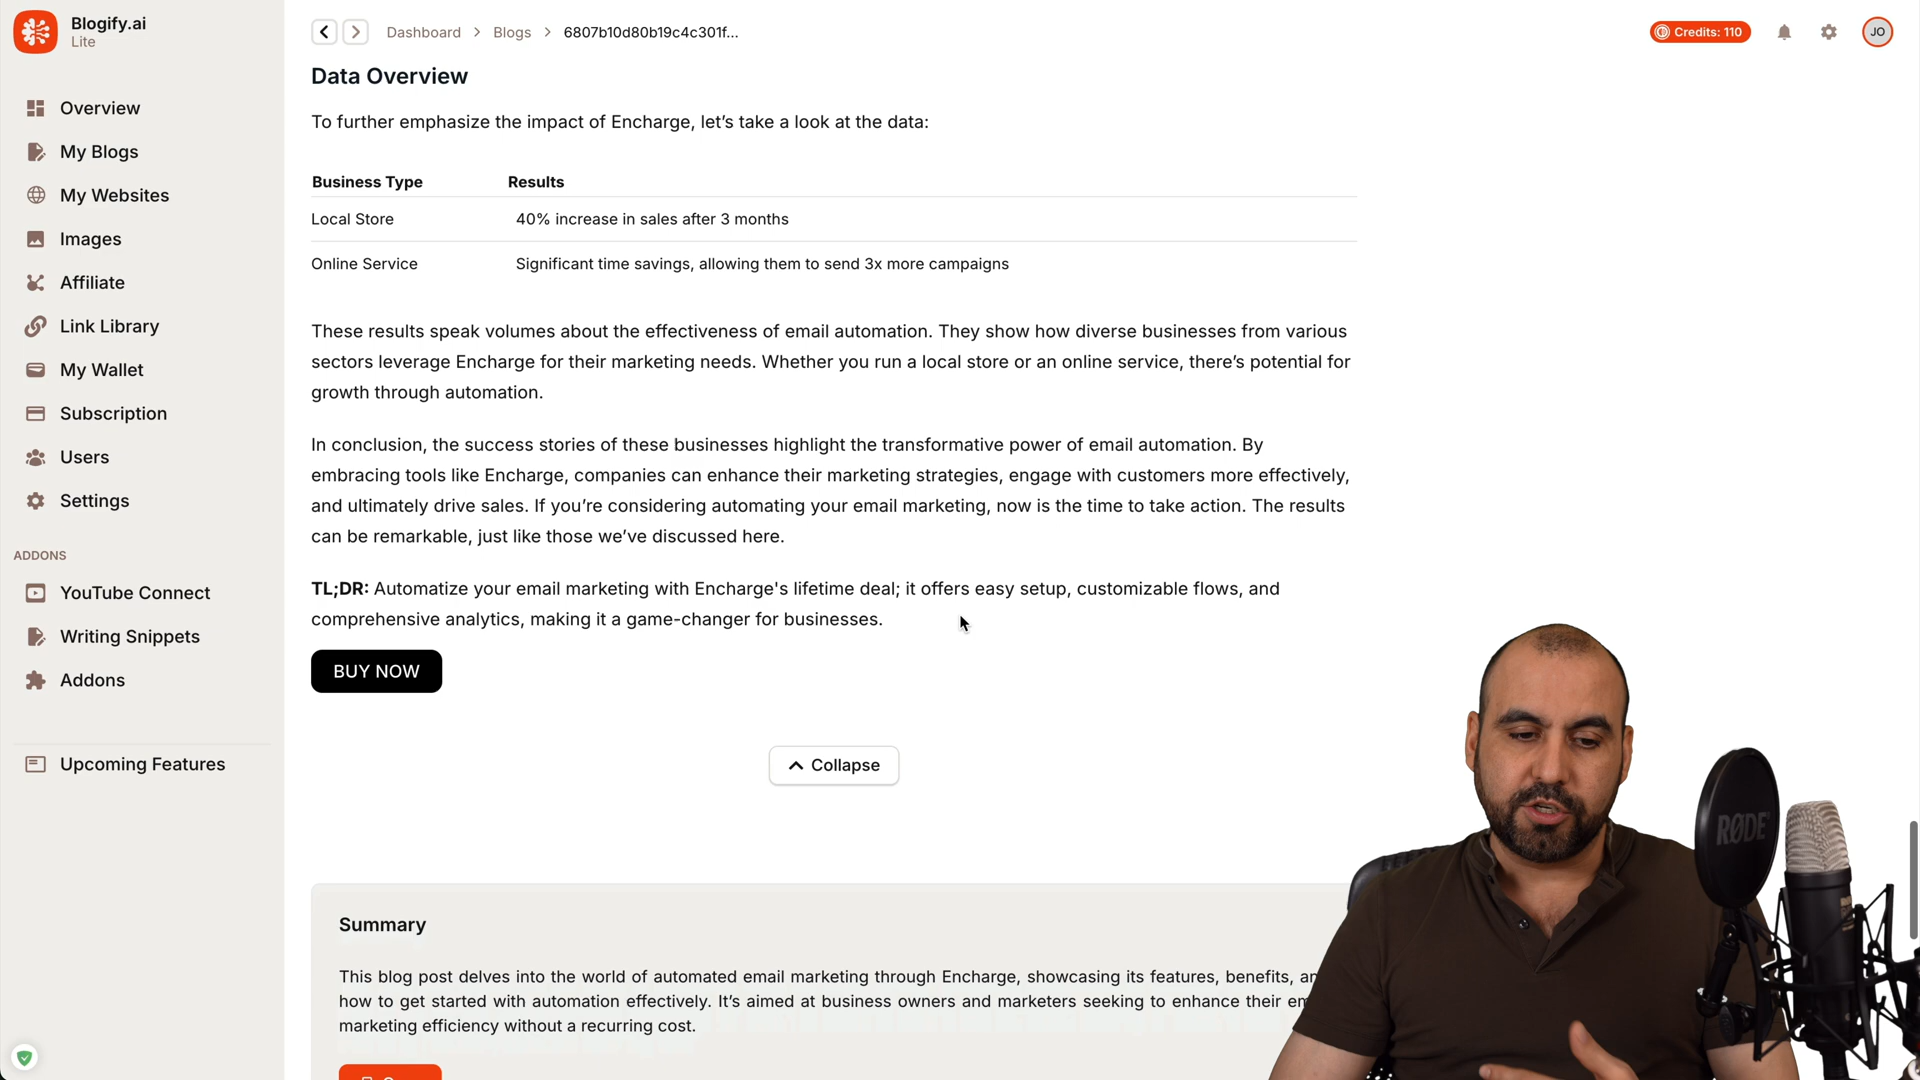 Blogify.ai
Lite
Dashboard
Blogs
6807b10d80b19c4c301f...
Credits: 110
JO
Overview
My Blogs
My Websites
Images
Affiliate
Link Library
My Wallet
Subscription
Users
Settings
ADDONS
YouTube Connect
Writing Snippets
Addons
Upcoming Features
Data Overview
To further emphasize the impact of Encharge, let’s take a look at the data:
Business Type Results
Local Store 40% increase in sales after 3 months
Online Service Significant time savings, allowing them to send 3x more campaigns
These results speak volumes about the effectiveness of email automation. They show how diverse businesses from various
sectors leverage Encharge for their marketing needs. Whether you run a local store or an online service, there’s potential for
growth through automation.
In conclusion, the success stories of these businesses highlight the transformative power of email automation. By
embracing tools like Encharge, companies can enhance their marketing strategies, engage with customers more effectively,
and ultimately drive sales. If you’re considering automating your email marketing, now is the time to take action. The results
can be remarkable, just like those we’ve discussed here.
TL;DR: Automatize your email marketing with Encharge's lifetime deal; it offers easy setup, customizable flows, and
comprehensive analytics, making it a game-changer for businesses.
BUY NOW
Collapse
Summary
This blog post delves into the world of automated email marketing through Encharge, showcasing its features, benefits,
how to get started with automation effectively. It’s aimed at business owners and marketers seeking to enhance their
marketing efficiency without a recurring cost.
RØDE